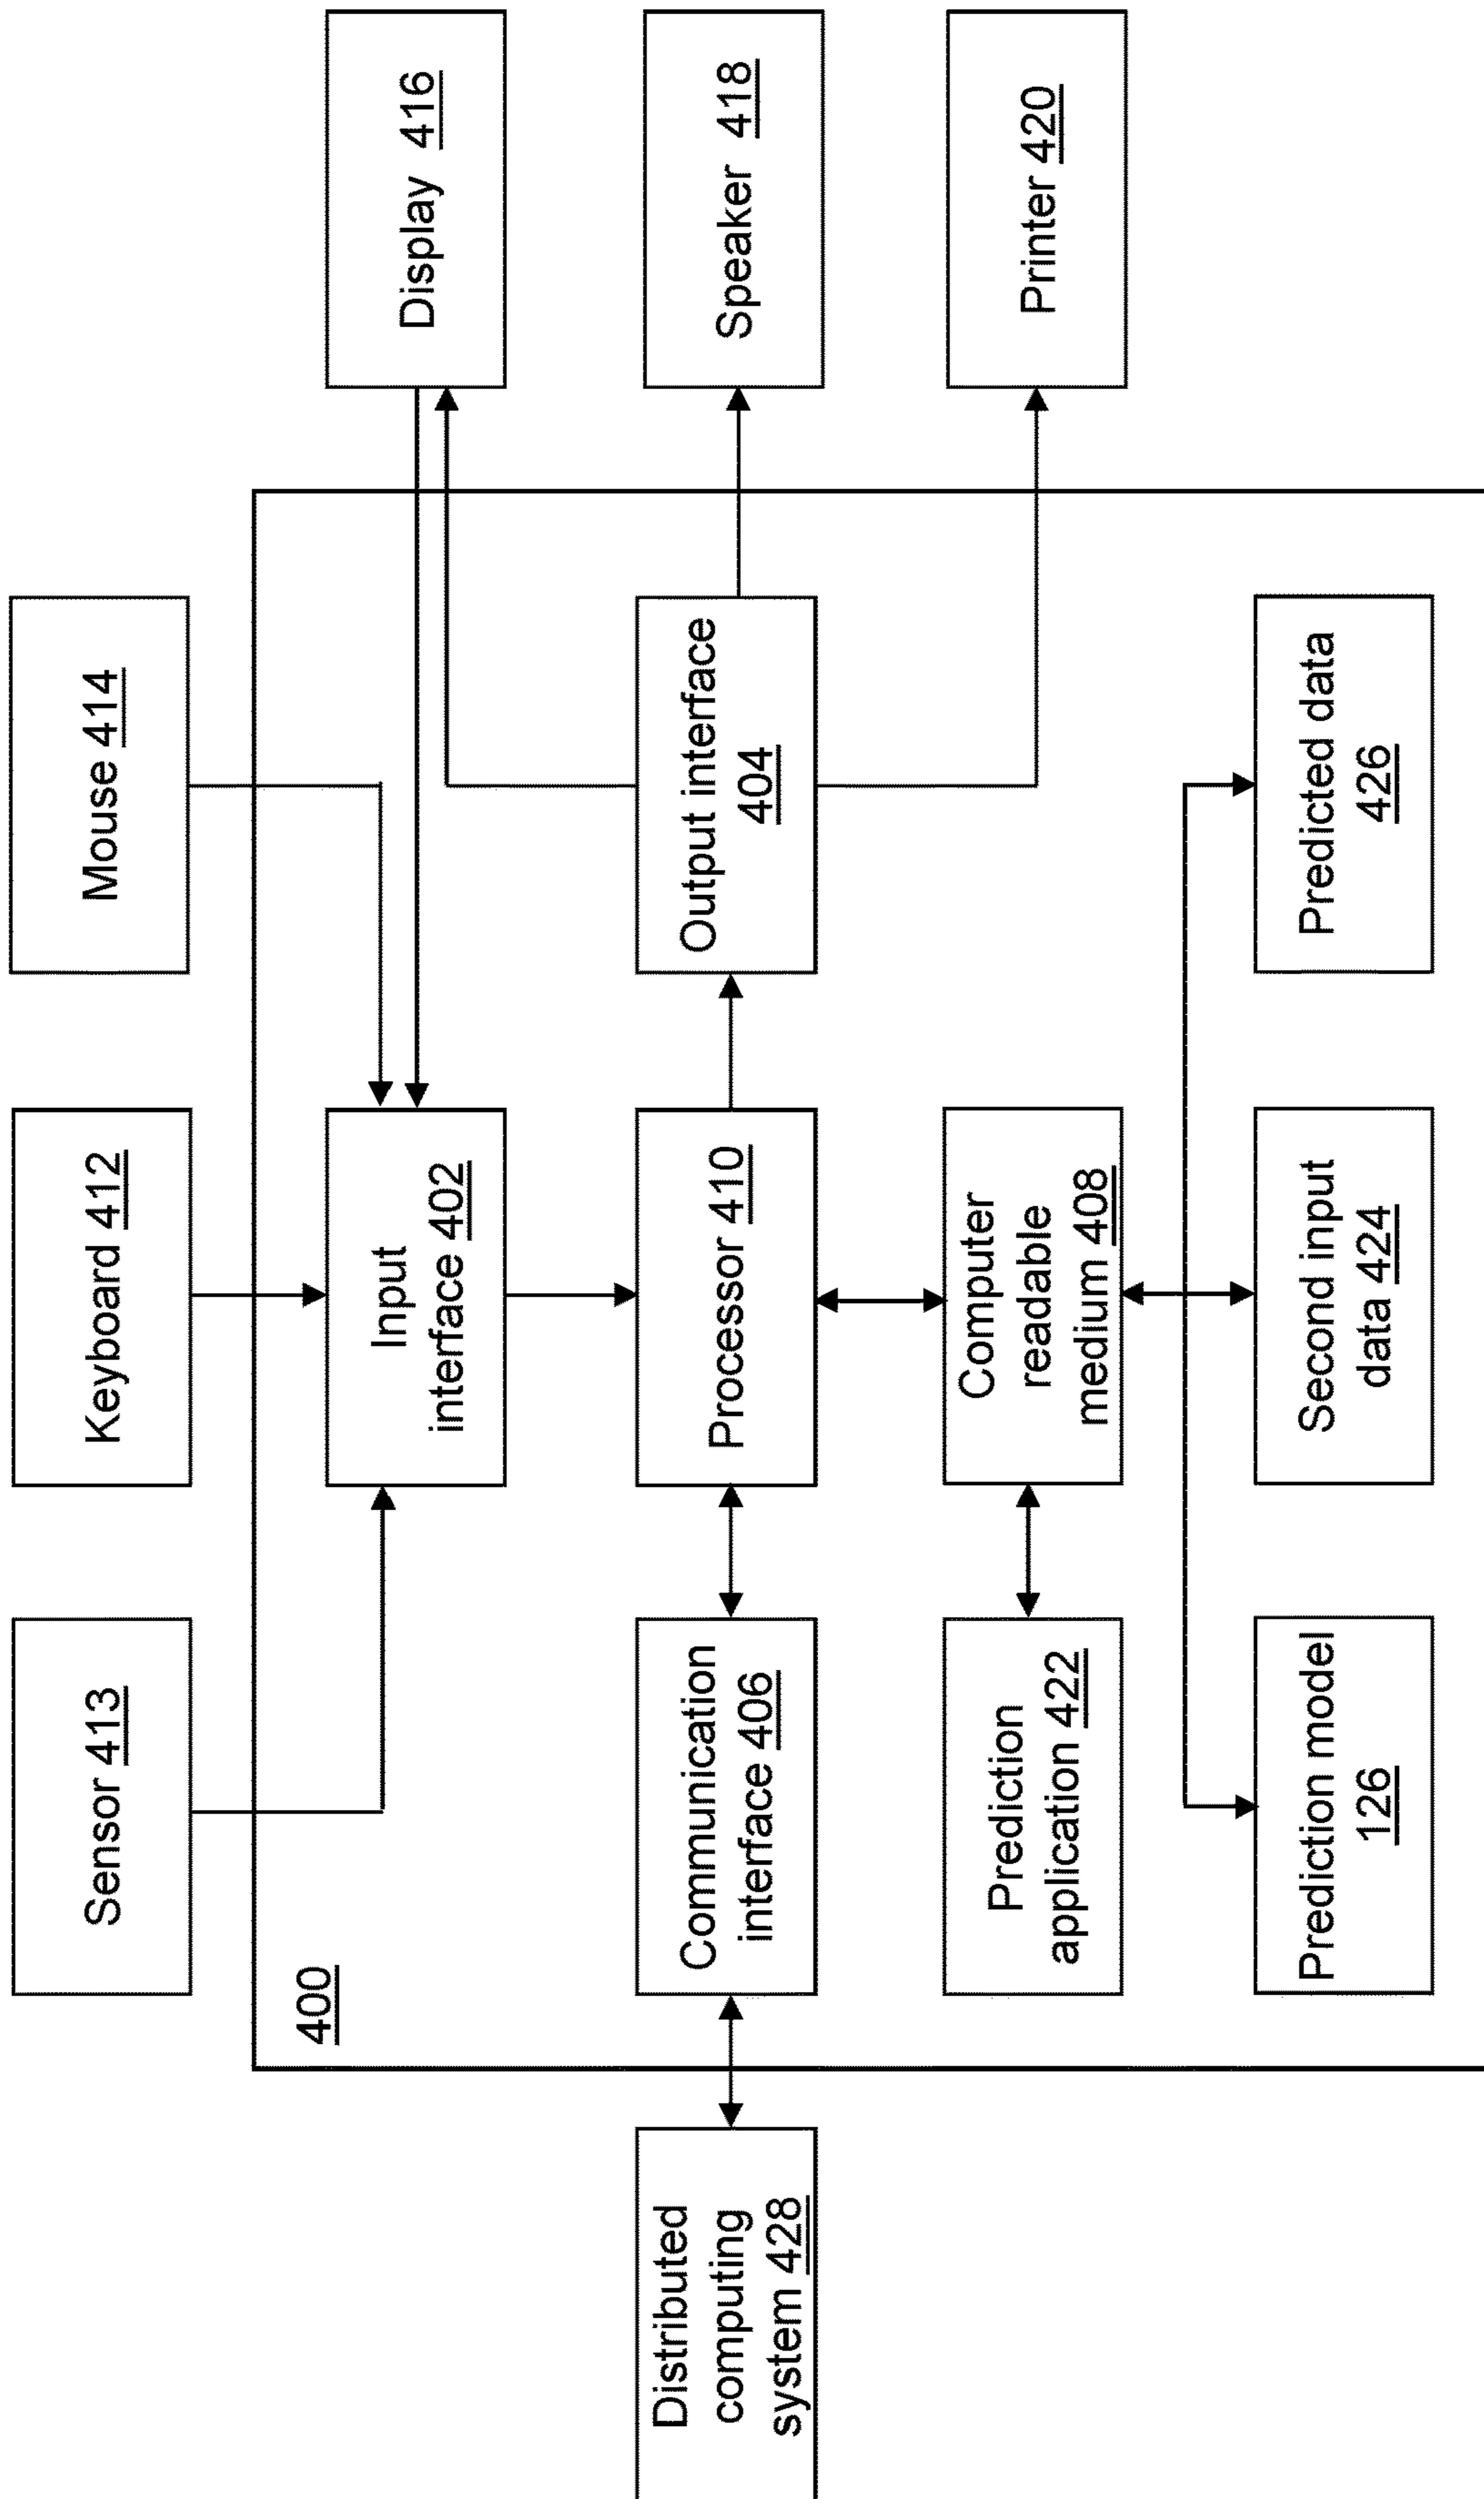 Sensor 413
Keyboard 412
Mouse 414
400
Input
interface 402
Display 416
Distributed
computing
system 428
Communication
interface 406
Processor 410
Output interface
404
Speaker 418
Prediction
application 422
Computer
readable
medium 408
Printer 420
Prediction model
126
Second input
data 424
Predicted data
426